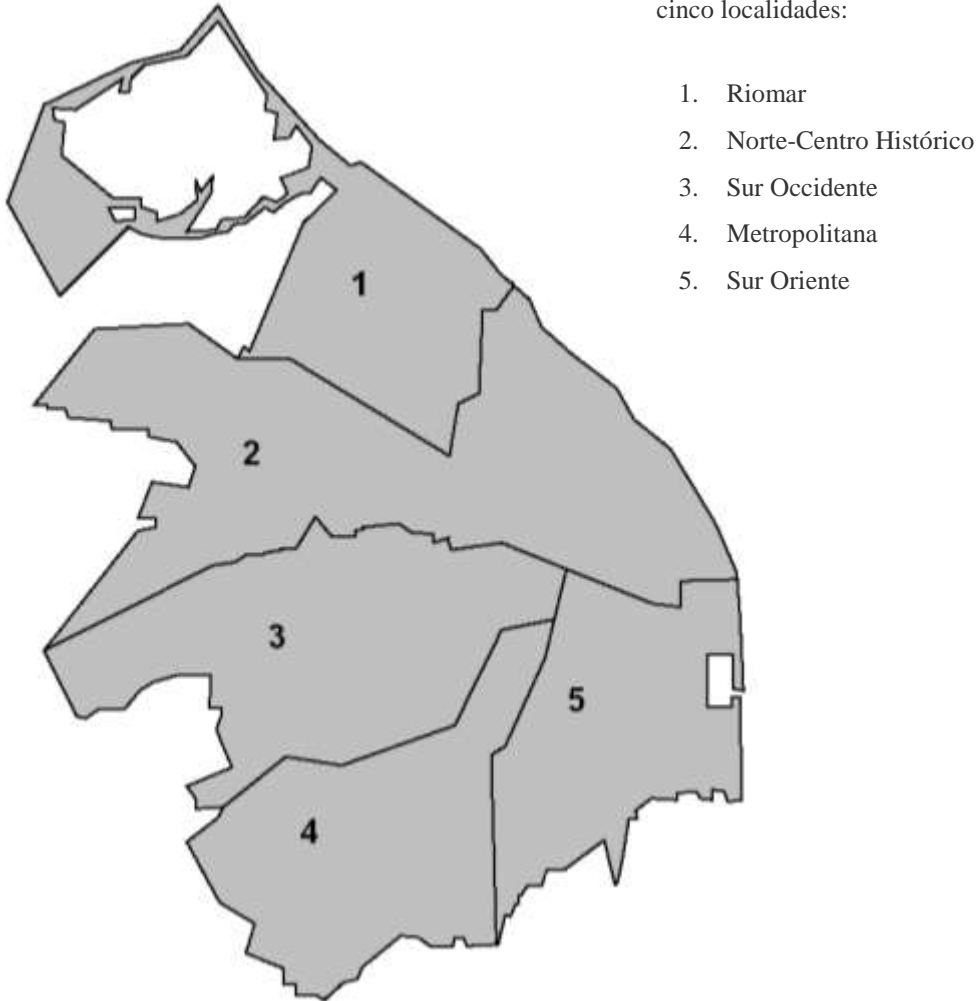 cinco localidades:
1. Riomar
2. Norte-Centro Histórico
3. Sur Occidente
4. Metropolitana
5. Sur Oriente
1
2
3
5
4